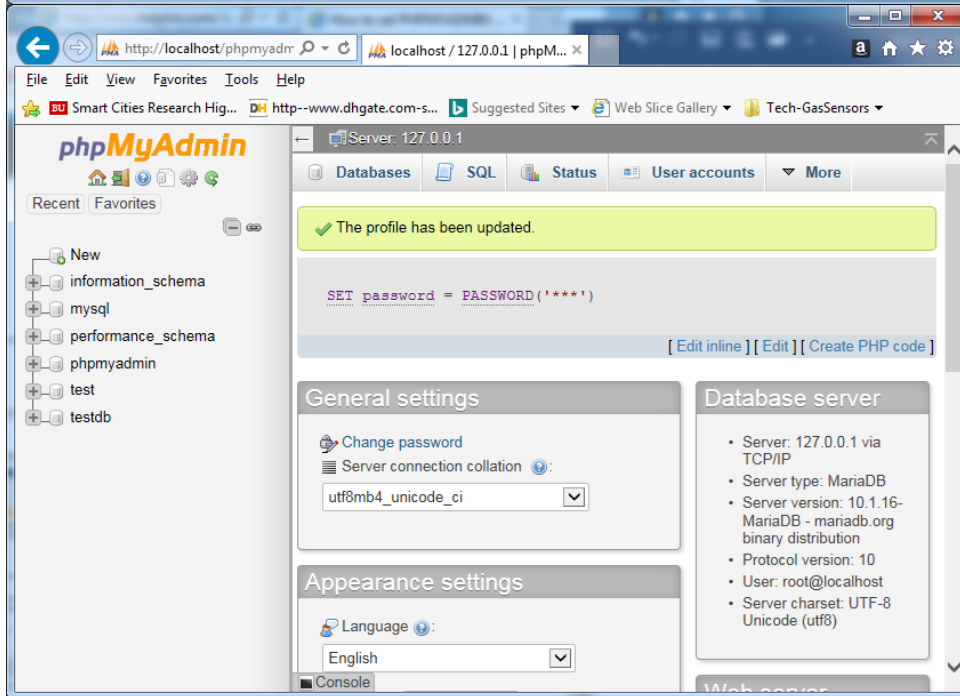 http://localhost/phpmyadr
localhost / 127.0.0.1 | phpM...
File Edit View Favorites Tools Help
BU Smart Cities Research Hig... DH http--www.dhgate.com-s... Suggested Sites Web Slice Gallery Tech-GasSensors
phpMyAdmin
Recent Favorites
New
information_schema
mysql
performance_schema
phpmyadmin
test
testdb
Server: 127.0.0.1
Databases SQL Status User accounts More
The profile has been updated.
SET password = PASSWORD('***')
[ Edit inline ] [ Edit ] [ Create PHP code ]
General settings
Change password
Server connection collation :
utf8mb4_unicode_ci
Appearance settings
Language :
English
Console
Database server
• Server: 127.0.0.1 via
TCP/IP
• Server type: MariaDB
• Server version: 10.1.16-
MariaDB - mariadb.org
binary distribution
• Protocol version: 10
• User: root@localhost
• Server charset: UTF-8
Unicode (utf8)
Web server